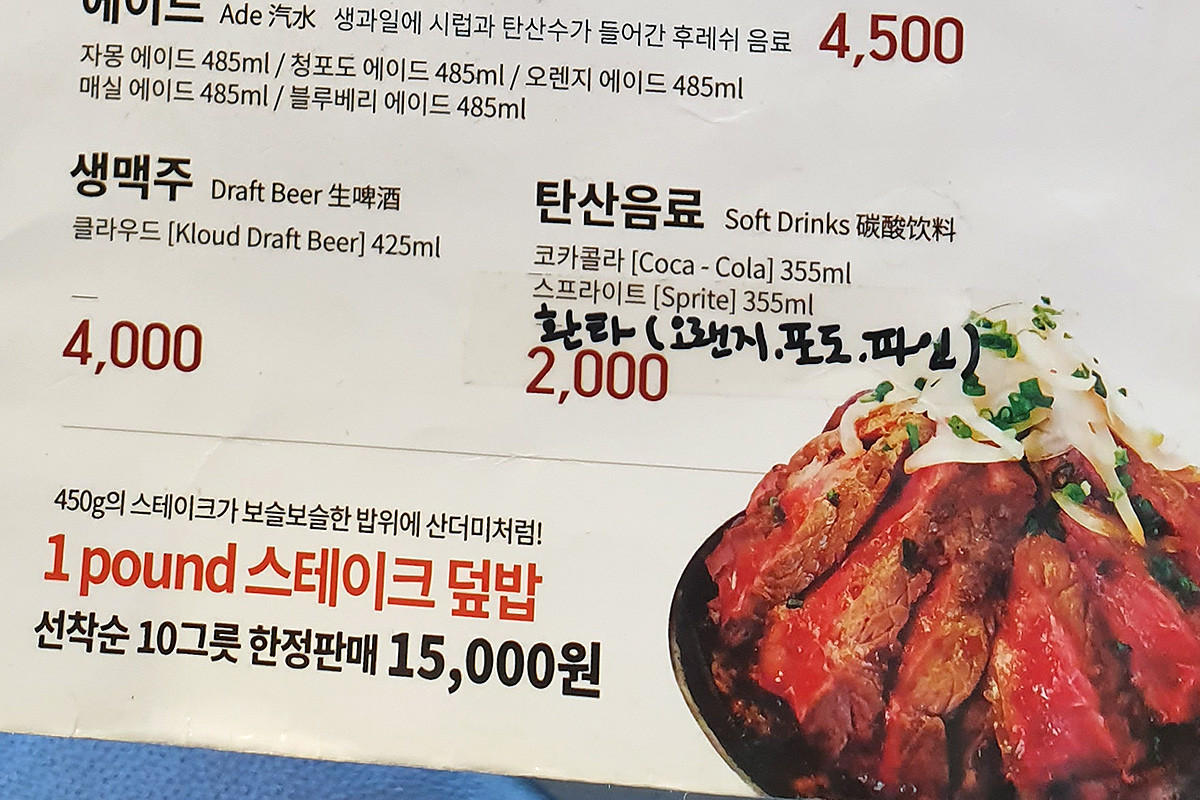 에이드 Ade 汽水 생과일에 시럽과 탄산수가 들어간 후레쉬 음료 4,500
자몽 에이드 485ml / 청포도 에이드 485ml / 오렌지 에이드 485ml
매실 에이드 485ml / 블루베리 에이드 485ml
생맥주 Draft Beer 生啤酒
클라우드 [Kloud Draft Beer] 425ml
4,000
탄산음료 Soft Drinks 碳酸饮料
코카콜라 [Coca - Cola] 355ml
스프라이트 [Sprite] 355ml
환타 (오랜지.포도.파인)
2,000
450g의 스테이크가 보슬보슬한 밥위에 산더미처럼!
1 pound 스테이크 덮밥
선착순 10그릇 한정판매 15,000원